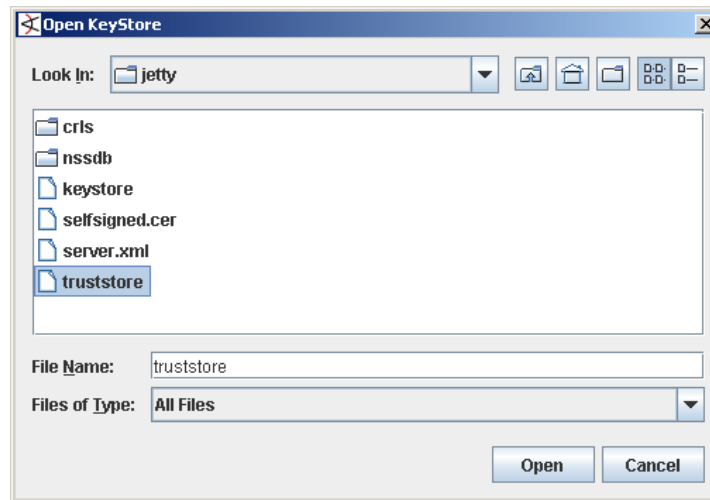 Open KeyStore
Look In: jetty
crls
nssdb
keystore
selfsigned.cer
server.xml
truststore
File Name: truststore
Files of Type: All Files
Open Cancel